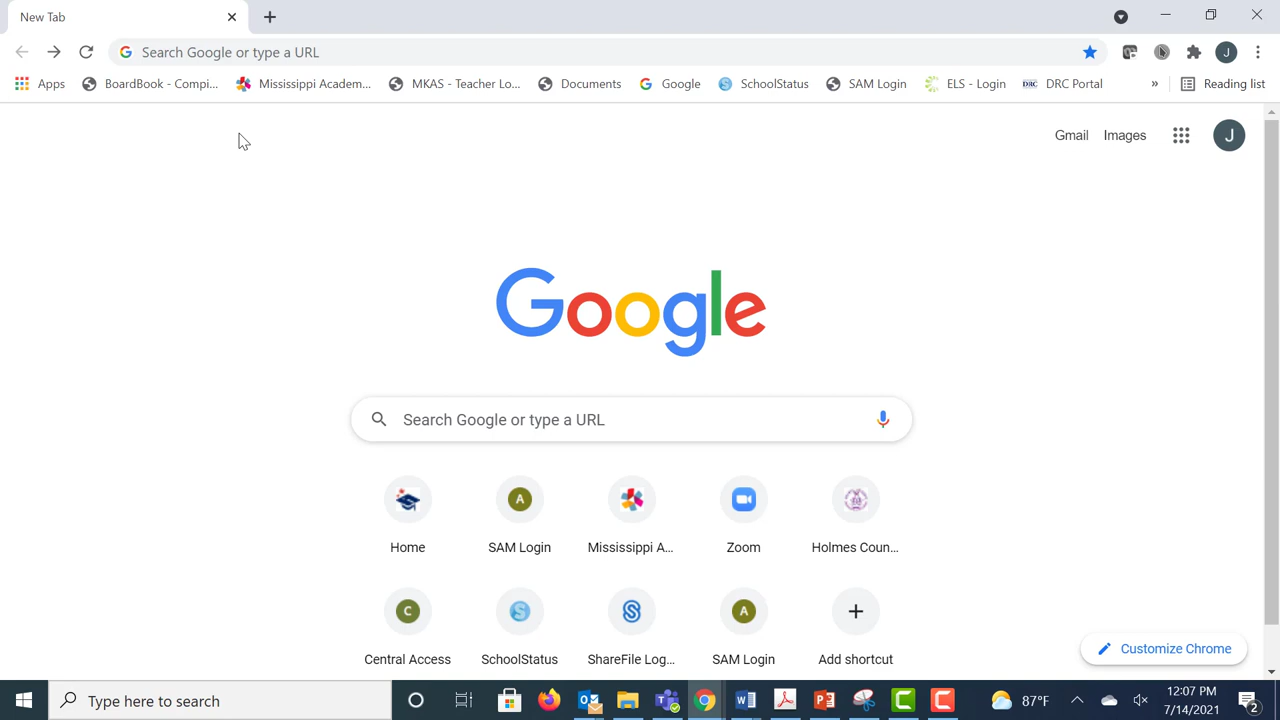 New Tab
Search Google or type a URL
Apps BoardBook - Compi... Mississippi Academ... MKAS - Teacher Lo... Documents Google SchoolStatus SAM Login ELS - Login DRC DRC Portal » Reading list
J
Gmail Images J
Google
Search Google or type a URL
A
Home SAM Login Mississippi A... Zoom Holmes Coun...
C S A
Central Access SchoolStatus ShareFile Log... SAM Login Add shortcut
Customize Chrome
Type here to search
87°F
12:07 PM
7/14/2021
2